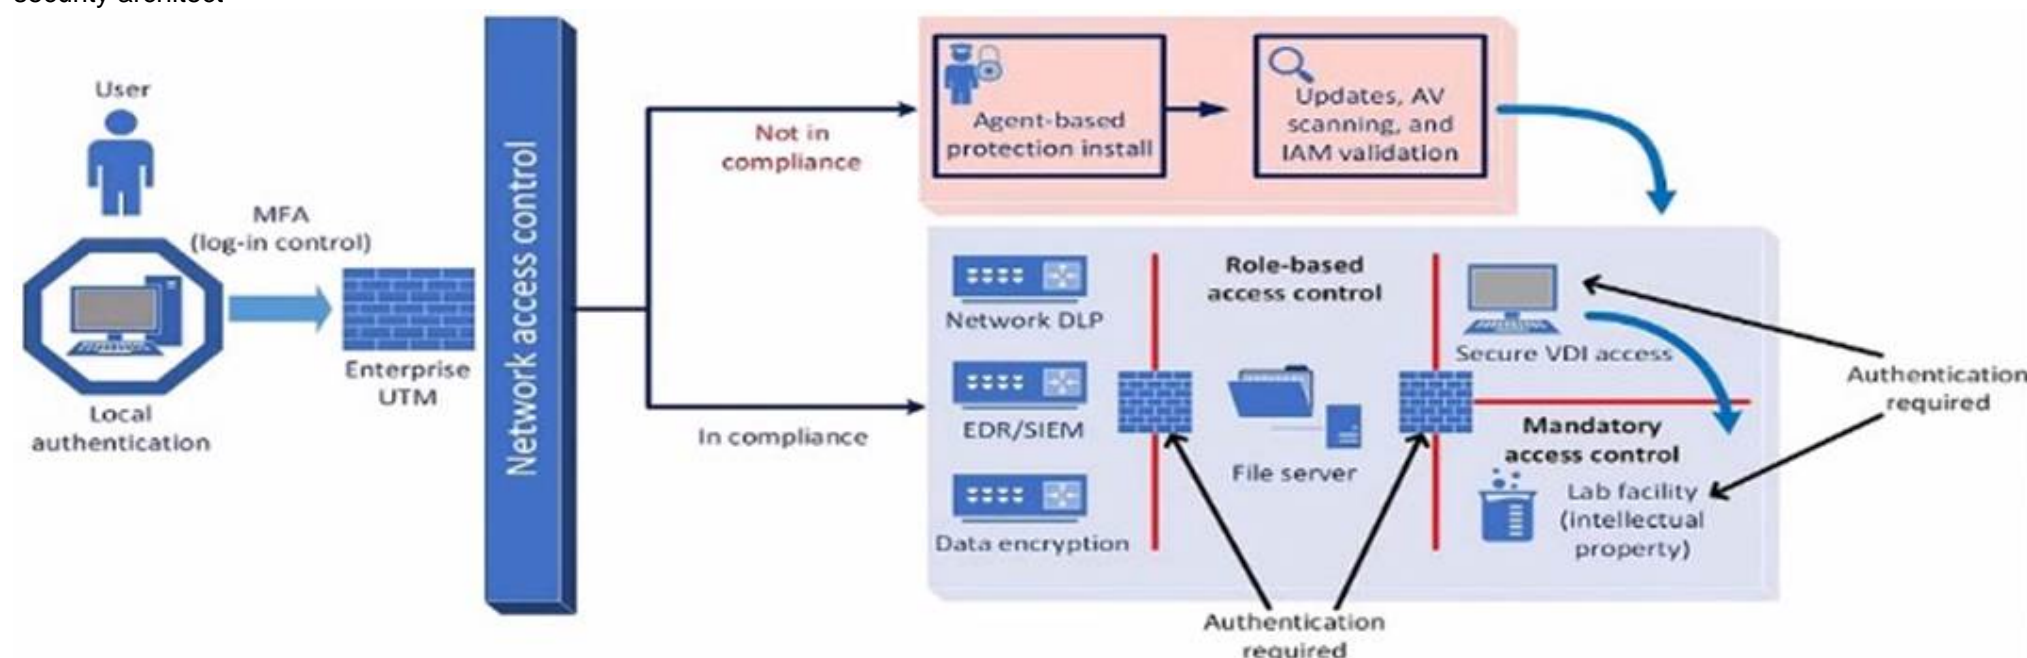 security architect
User
MFA
(log-in control)
Local
authentication
Enterprise
UTM
Network access control
Not in
compliance
In compliance
Agent-based
protection install
Updates, AV
scanning, and
IAM validation
Network DLP
EDR/SIEM
Data encryption
Role-based
access control
File server
Secure VDI access
Mandatory
access control
Lab facility
(intellectual
property)
Authentication
required
Authentication
required